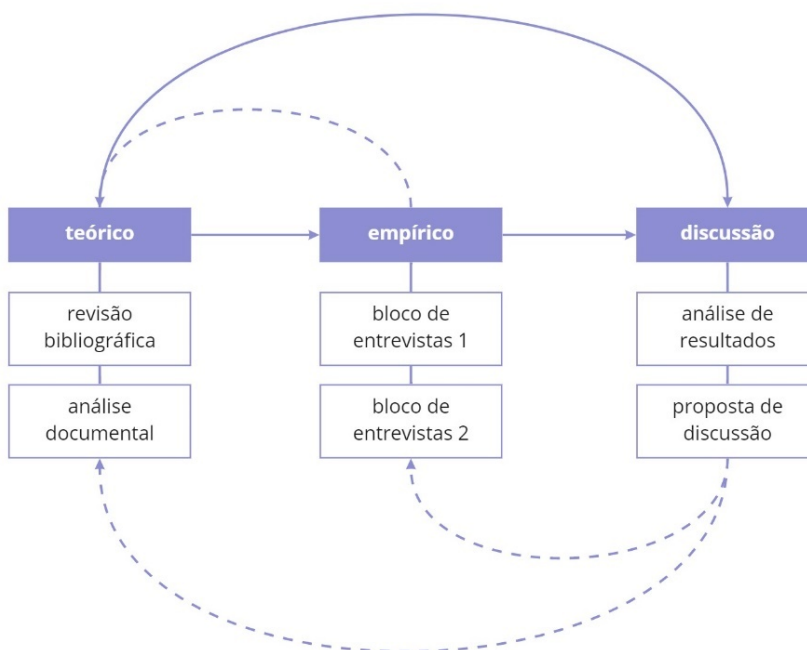 teórico
empírico
discussão
revisão
bibliográfica
bloco de
entrevistas 1
análise de
resultados
análise
documental
bloco de
entrevistas 2
proposta de
discussão